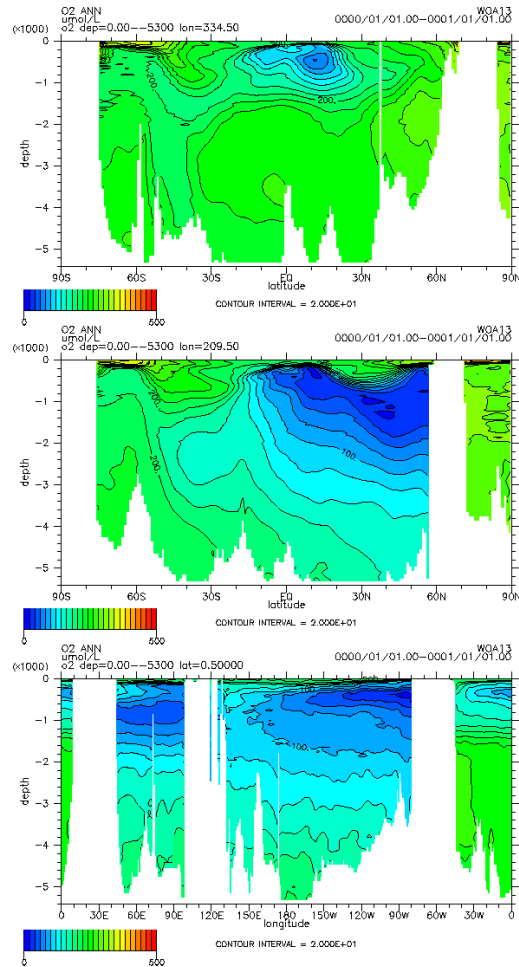 O2 ANN
umol/L
o2 dep=0.00--5300 lon=334.50
WOA13
0000/01/01.00-0001/01/01.00
(×1000)
0
-1
-2
-3
-4
-5
depth
200.
200.
90S 60S 30S EQ 30N 60N 90N
latitude
0 500
CONTOUR INTERVAL = 2.000E+01
O2 ANN
umol/L
o2 dep=0.00--5300 lon=209.50
WOA13
0000/01/01.00-0001/01/01.00
(×1000)
0
-1
-2
-3
-4
-5
depth
200.
200.
100.
90S 60S 30S EQ 30N 60N 90N
latitude
0 500
CONTOUR INTERVAL = 2.000E+01
O2 ANN
umol/L
o2 dep=0.00--5300 lat=0.50000
WOA13
0000/01/01.00-0001/01/01.00
(×1000)
0
-1
-2
-3
-4
-5
depth
100.
100.
0 30E 60E 90E 120E 150E 180 150W 120W 90W 60W 30W 0
longitude
0 500
CONTOUR INTERVAL = 2.000E+01